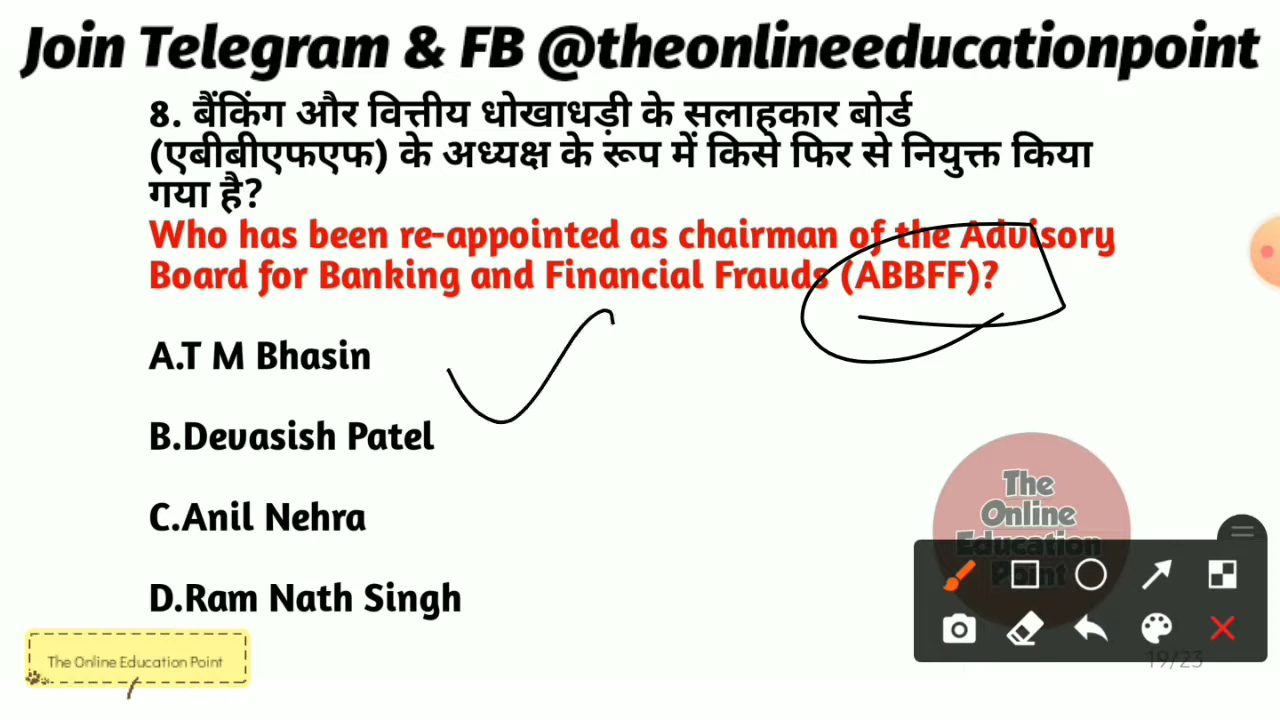 Join Telegram & FB @theonlineeducationpoint
8. बैंकिंग और वित्तीय धोखाधड़ी के सलाहकार बोर्ड
(एबीबीएफएफ) के अध्यक्ष के रूप में किसे फिर से नियुक्त किया
गया है?
Who has been re-appointed as chairman of the Advisory
Board for Banking and Financial Frauds (ABBFF)?
A.T M Bhasin
B.Devasish Patel
C.Anil Nehra
D.Ram Nath Singh
The
Online
Education
Point
The Online Education Point
19/23